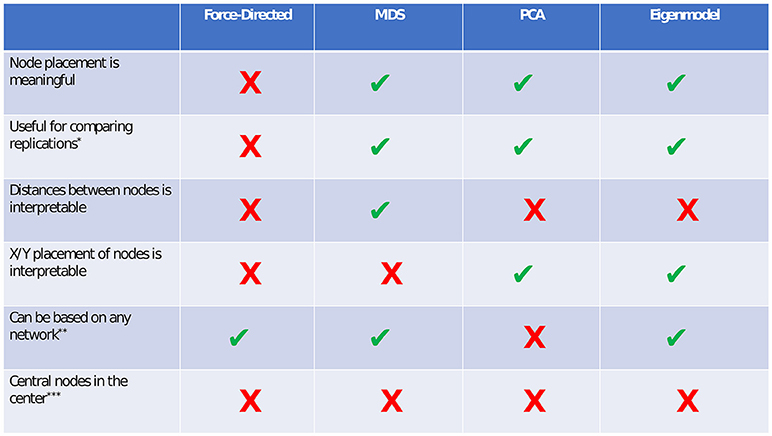 Force-Directed MDS PCA Eigenmodel
Node placement is
meaningful
X ✔ ✔ ✔
Useful for comparing
replications*
X ✔ ✔ ✔
Distances between nodes is
interpretable
X ✔ X X
X/Y placement of nodes is
interpretable
X X ✔ ✔
Can be based on any
network**
✔ ✔ X ✔
Central nodes in the
center***
X X X X